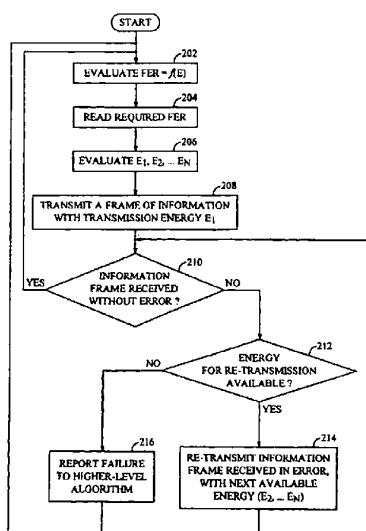 START
202
EVALUATE FER = f(E)
204
READ REQUIRED FER
206
EVALUATE E1, E2, ... EN
208
TRANSMIT A FRAME OF INFORMATION
WITH TRANSMISSION ENERGY E1
210
YES
INFORMATION
FRAME RECEIVED
WITHOUT ERROR ?
NO
212
NO
ENERGY
FOR RE-TRANSMISSION
AVAILABLE ?
YES
216
REPORT FAILURE
TO HIGHER-LEVEL
ALGORITHM
214
RE-TRANSMIT INFORMATION
FRAME RECEIVED IN ERROR,
WITH NEXT AVAILABLE
ENERGY (E2, ... EN)